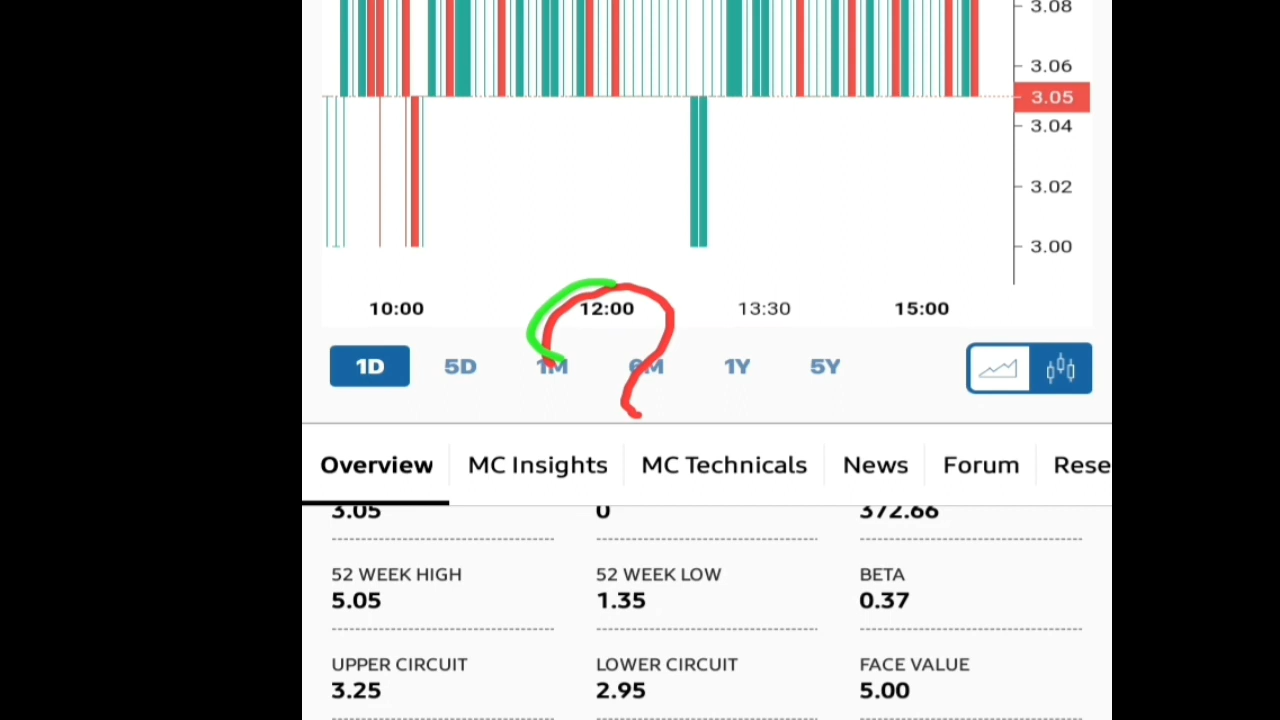 3.08
3.06
3.05
3.04
3.02
3.00
10:00 12:00 13:30 15:00
1D 5D 1M 6M 1Y 5Y
Overview MC Insights MC Technicals News Forum Rese
3.05 0 372.66
52 WEEK HIGH 52 WEEK LOW BETA
5.05 1.35 0.37
UPPER CIRCUIT LOWER CIRCUIT FACE VALUE
3.25 2.95 5.00